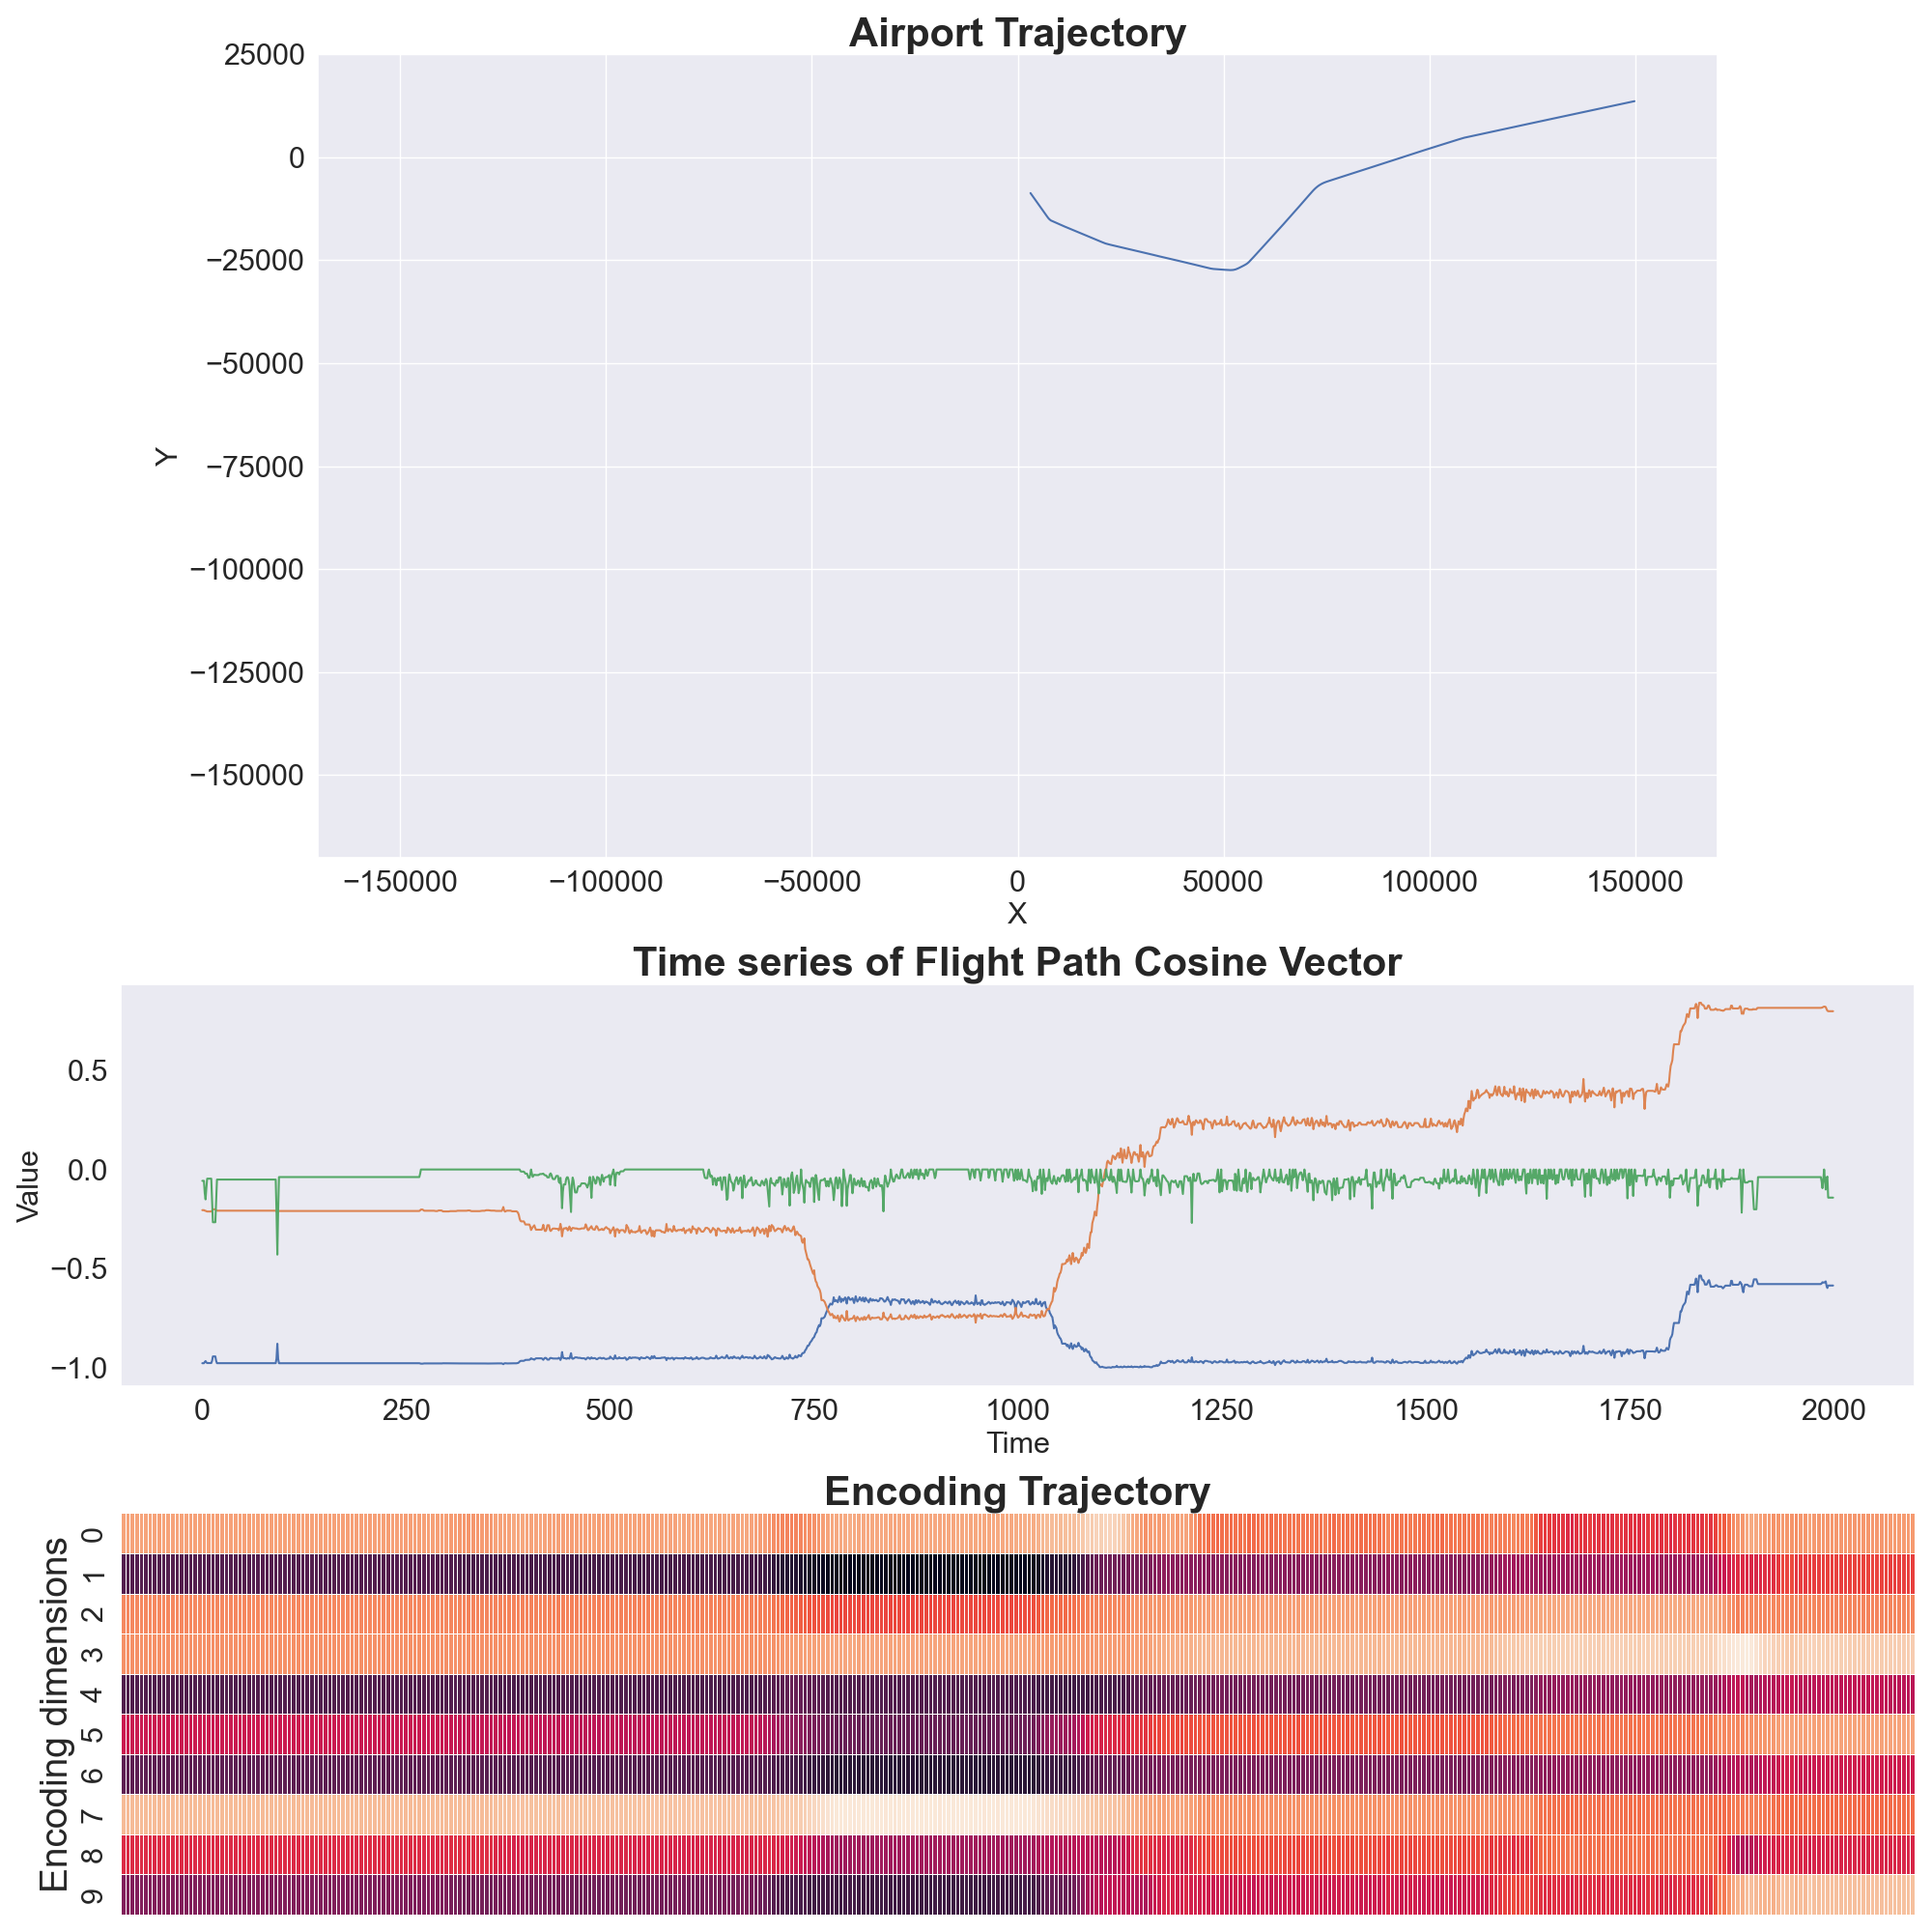 Airport Trajectory
25000
0
−25000
−50000
−75000
−100000
−125000
−150000
Y
−150000 −100000 −50000 0 50000 100000 150000
X
Time series of Flight Path Cosine Vector
0.5
0.0
−0.5
−1.0
Value
0 250 500 750 1000 1250 1500 1750 2000
Time
Encoding Trajectory
Encoding dimensions
0
1
2
3
4
5
6
7
8
9